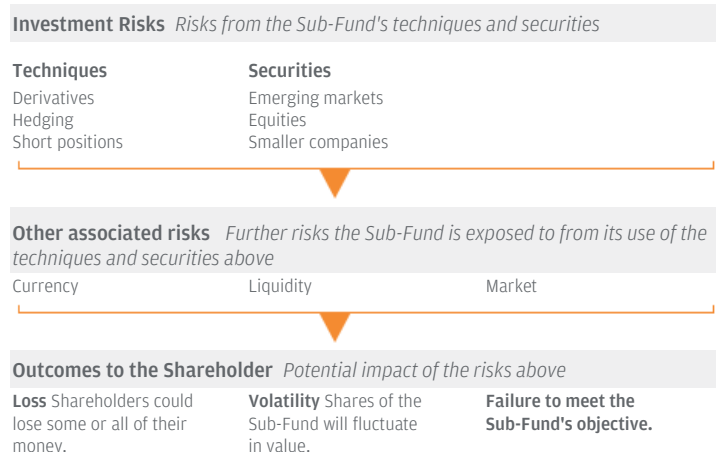 Investment Risks Risks from the Sub-Fund's techniques and securities
Techniques Securities
Derivatives Emerging markets
Hedging Equities
Short positions Smaller companies
Other associated risks Further risks the Sub-Fund is exposed to from its use of the
techniques and securities above
Currency Liquidity Market
Outcomes to the Shareholder Potential impact of the risks above
Loss Shareholders could Volatility Shares of the Failure to meet the
lose some or all of their Sub-Fund will fluctuate Sub-Fund's objective.
money. in value.